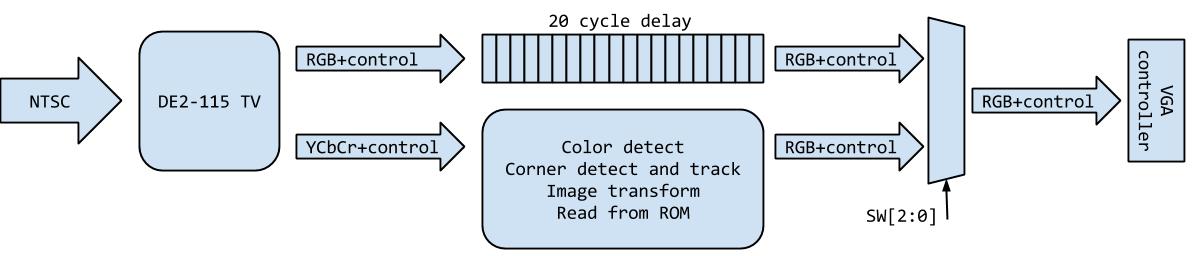 20 cycle delay
NTSC
DE2-115 TV
RGB+control
RGB+control
RGB+control
VGA
controller
YCbCr+control
Color detect
Corner detect and track
Image transform
Read from ROM
RGB+control
SW[2:0]